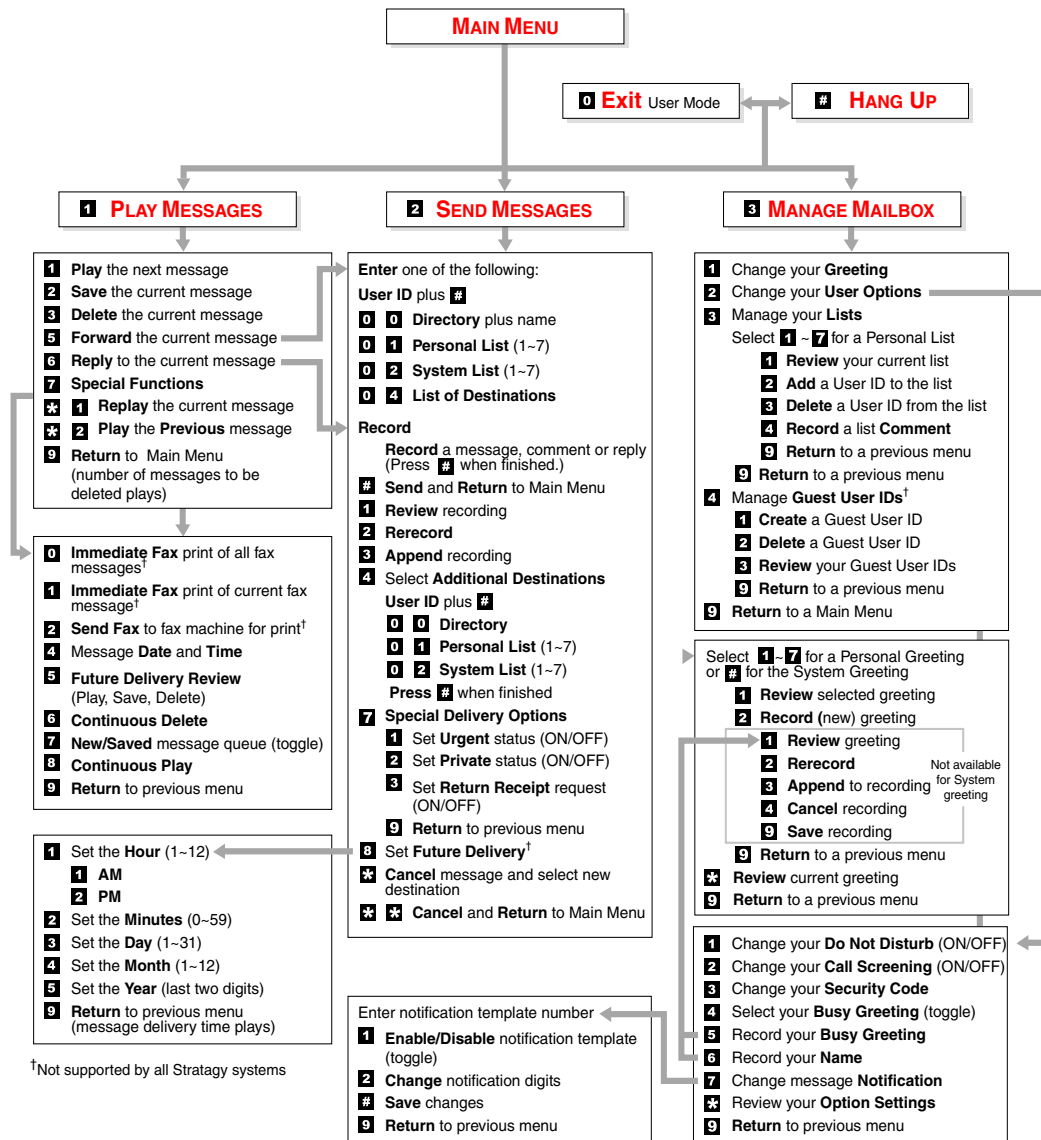 MAIN MENU
0 Exit User Mode
# HANG UP
1 PLAY MESSAGES
2 SEND MESSAGES
3 MANAGE MAILBOX
1 Play the next message
2 Save the current message
3 Delete the current message
5 Forward the current message
6 Reply to the current message
7 Special Functions
* 1 Replay the current message
* 2 Play the Previous message
9 Return to Main Menu
(number of messages to be
deleted plays)
0 Immediate Fax print of all fax
messages†
1 Immediate Fax print of current fax
message†
2 Send Fax to fax machine for print†
4 Message Date and Time
5 Future Delivery Review
(Play, Save, Delete)
6 Continuous Delete
7 New/Saved message queue (toggle)
8 Continuous Play
9 Return to previous menu
1 Set the Hour (1~12)
1 AM
2 PM
2 Set the Minutes (0~59)
3 Set the Day (1~31)
4 Set the Month (1~12)
5 Set the Year (last two digits)
9 Return to previous menu
(message delivery time plays)
†Not supported by all Stratagy systems
Enter one of the following:
User ID plus #
0 0 Directory plus name
0 1 Personal List (1~7)
0 2 System List (1~7)
0 4 List of Destinations
Record
Record a message, comment or reply
(Press # when finished.)
# Send and Return to Main Menu
1 Review recording
2 Rerecord
3 Append recording
4 Select Additional Destinations
User ID plus #
0 0 Directory
0 1 Personal List (1~7)
0 2 System List (1~7)
Press # when finished
7 Special Delivery Options
1 Set Urgent status (ON/OFF)
2 Set Private status (ON/OFF)
3 Set Return Receipt request
(ON/OFF)
9 Return to previous menu
8 Set Future Delivery†
* Cancel message and select new
destination
* * Cancel and Return to Main Menu
Enter notification template number
1 Enable/Disable notification template
(toggle)
2 Change notification digits
# Save changes
9 Return to previous menu
1 Change your Greeting
2 Change your User Options
3 Manage your Lists
Select 1 ~ 7 for a Personal List
1 Review your current list
2 Add a User ID to the list
3 Delete a User ID from the list
4 Record a list Comment
9 Return to a previous menu
9 Return to a previous menu
4 Manage Guest User IDs†
1 Create a Guest User ID
2 Delete a Guest User ID
3 Review your Guest User IDs
9 Return to a previous menu
9 Return to a Main Menu
Select 1~7 for a Personal Greeting
or # for the System Greeting
1 Review selected greeting
2 Record (new) greeting
1 Review greeting
2 Rerecord
3 Append to recording
4 Cancel recording
9 Save recording
Not available
for System
greeting
9 Return to a previous menu
* Review current greeting
9 Return to a previous menu
1 Change your Do Not Disturb (ON/OFF)
2 Change your Call Screening (ON/OFF)
3 Change your Security Code
4 Select your Busy Greeting (toggle)
5 Record your Busy Greeting
6 Record your Name
7 Change message Notification
* Review your Option Settings
9 Return to previous menu